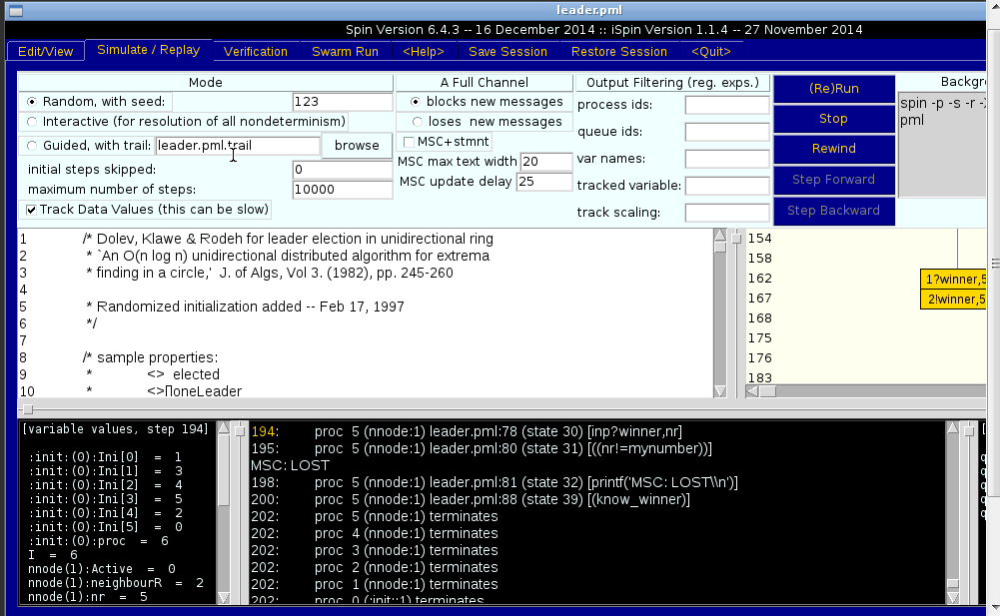 leader.pml
Spin Version 6.4.3 -- 16 December 2014 :: iSpin Version 1.1.4 -- 27 November 2014
Edit/View Simulate / Replay Verification Swarm Run <Help> Save Session Restore Session <Quit>
Mode
Random, with seed: 123
Interactive (for resolution of all nondeterminism)
Guided, with trail: leader.pml.trail browse
initial steps skipped: 0
maximum number of steps: 10000
Track Data Values (this can be slow)
A Full Channel
blocks new messages
loses new messages
MSC+stmnt
MSC max text width 20
MSC update delay 25
Output Filtering (reg. exps.)
process ids:
queue ids:
var names:
tracked variable:
track scaling:
(Re)Run
Stop
Rewind
Step Forward
Step Backward
Backgr
spin -p -s -r -
pml
1 /* Dolev, Klawe & Rodeh for leader election in unidirectional ring
2 * `An O(n log n) unidirectional distributed algorithm for extrema
3 * finding in a circle,' J. of Algs, Vol 3. (1982), pp. 245-260
4
5 * Randomized initialization added -- Feb 17, 1997
6 */
7
8 /* sample properties:
9 * <> elected
10 * <>[]oneLeader
154
158
162 1?winner,5
167 2!winner,5
168
175
176
183
[variable values, step 194]
:init:(0):Ini[0] = 1
:init:(0):Ini[1] = 3
:init:(0):Ini[2] = 4
:init:(0):Ini[3] = 5
:init:(0):Ini[4] = 2
:init:(0):Ini[5] = 0
:init:(0):proc = 6
I = 6
nnode(1):Active = 0
nnode(1):neighbourR = 2
nnode(1):nr = 5
194: proc 5 (nnode:1) leader.pml:78 (state 30) [inp?winner,nr]
195: proc 5 (nnode:1) leader.pml:80 (state 31) [((nr!=mynumber))]
MSC: LOST
198: proc 5 (nnode:1) leader.pml:81 (state 32) [printf('MSC: LOST\\n')]
200: proc 5 (nnode:1) leader.pml:88 (state 39) [(know_winner)]
202: proc 5 (nnode:1) terminates
202: proc 4 (nnode:1) terminates
202: proc 3 (nnode:1) terminates
202: proc 2 (nnode:1) terminates
202: proc 1 (nnode:1) terminates
202: proc 0 (:init::1) terminates